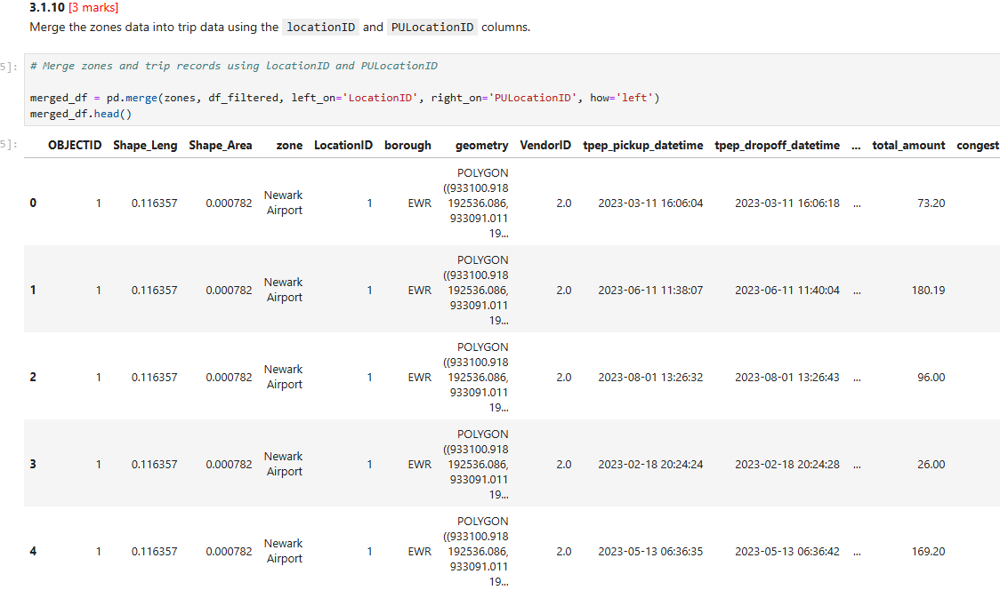 3.1.10 [3 marks]
Merge the zones data into trip data using the locationID and PULocationID columns.
5]: # Merge zones and trip records using locationID and PULocationID
merged_df = pd.merge(zones, df_filtered, left_on='LocationID', right_on='PULocationID', how='left')
merged_df.head()
5]: OBJECTID Shape_Leng Shape_Area zone LocationID borough geometry VendorID tpep_pickup_datetime tpep_dropoff_datetime ... total_amount congest
POLYGON
((933100.918
0 1 0.116357 0.000782 Newark Airport 1 EWR 192536.086, 2.0 2023-03-11 16:06:04 2023-03-11 16:06:18 ... 73.20
933091.011
19...
POLYGON
((933100.918
1 1 0.116357 0.000782 Newark Airport 1 EWR 192536.086, 2.0 2023-06-11 11:38:07 2023-06-11 11:40:04 ... 180.19
933091.011
19...
POLYGON
((933100.918
2 1 0.116357 0.000782 Newark Airport 1 EWR 192536.086, 2.0 2023-08-01 13:26:32 2023-08-01 13:26:43 ... 96.00
933091.011
19...
POLYGON
((933100.918
3 1 0.116357 0.000782 Newark Airport 1 EWR 192536.086, 2.0 2023-02-18 20:24:24 2023-02-18 20:24:28 ... 26.00
933091.011
19...
POLYGON
((933100.918
4 1 0.116357 0.000782 Newark Airport 1 EWR 192536.086, 2.0 2023-05-13 06:36:35 2023-05-13 06:36:42 ... 169.20
933091.011
19...